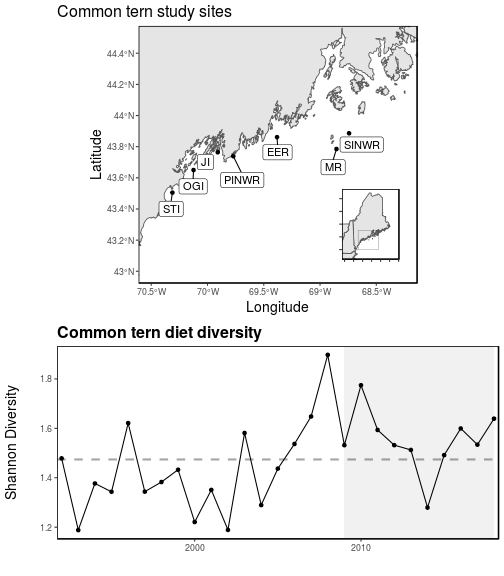 Common tern study sites
44.4°N
44.2°N
44°N
43.8°N
43.6°N
43.4°N
43.2°N
43°N
Latitude
JI
OGI
STI
PINWR
EER
MR
SINWR
70.5°W
70°W
69.5°W
69°W
68.5°W
Longitude
Common tern diet diversity
Shannon Diversity
1.8
1.6
1.4
1.2
2000
2010